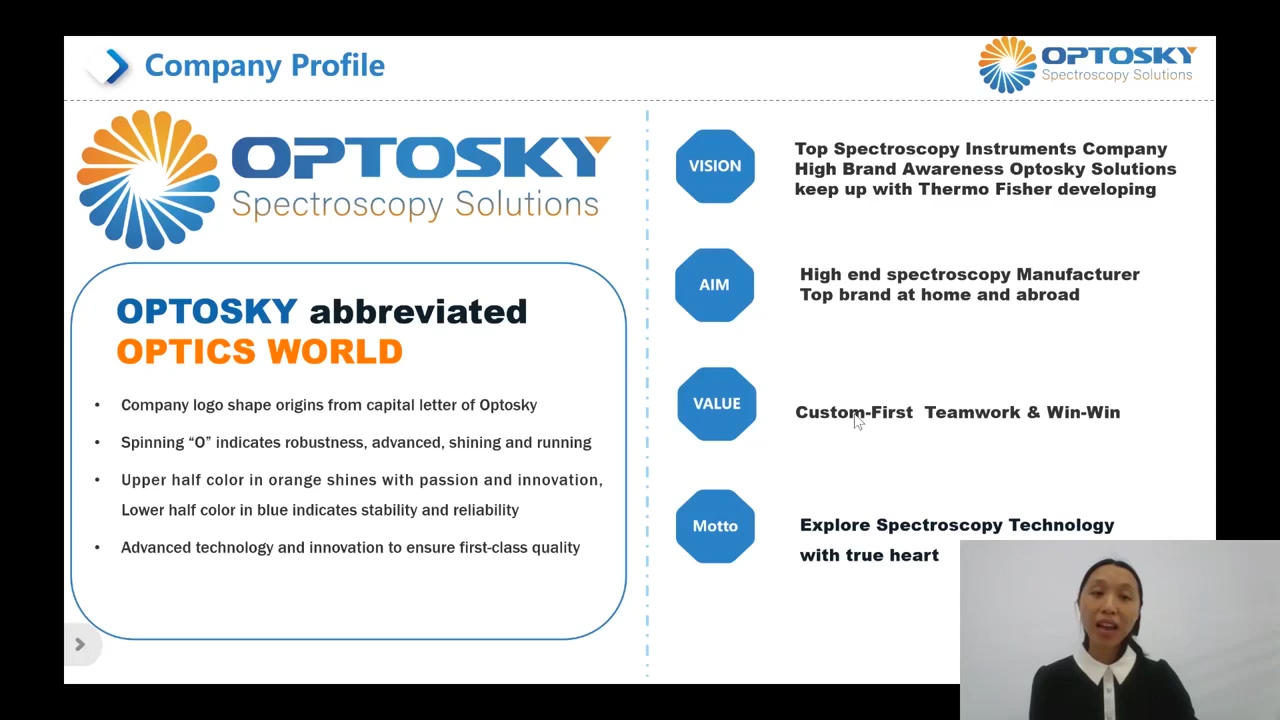 Company Profile
OPTOSKY
Spectroscopy Solutions
OPTOSKY
Spectroscopy Solutions
OPTOSKY abbreviated
OPTICS WORLD
• Company logo shape origins from capital letter of Optosky
• Spinning “O” indicates robustness, advanced, shining and running
• Upper half color in orange shines with passion and innovation,
Lower half color in blue indicates stability and reliability
• Advanced technology and innovation to ensure first-class quality
VISION
Top Spectroscopy Instruments Company
High Brand Awareness Optosky Solutions
keep up with Thermo Fisher developing
AIM
High end spectroscopy Manufacturer
Top brand at home and abroad
VALUE
Custom-First Teamwork & Win-Win
Motto
Explore Spectroscopy Technology
with true heart